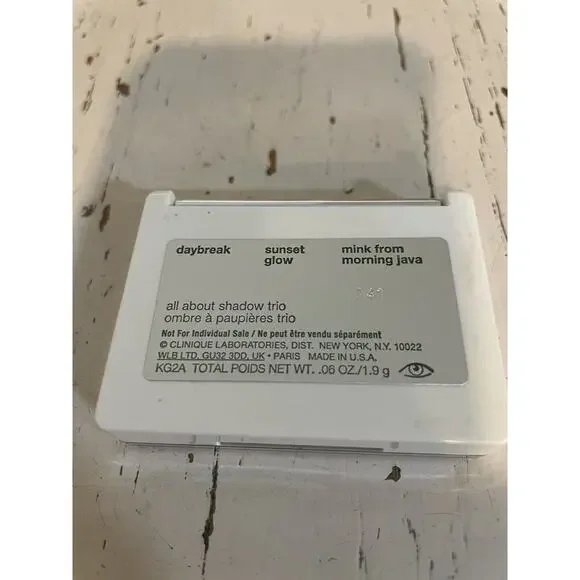 daybreak sunset glow mink from morning java
all about shadow trio
ombre à paupières trio
Not For Individual Sale / Ne peut être vendu séparément
© CLINIQUE LABORATORIES, DIST. NEW YORK, N.Y. 10022
WLB LTD, GU32 3DD, UK • PARIS MADE IN U.S.A.
KG2A TOTAL POIDS NET WT. .06 OZ./1.9 g